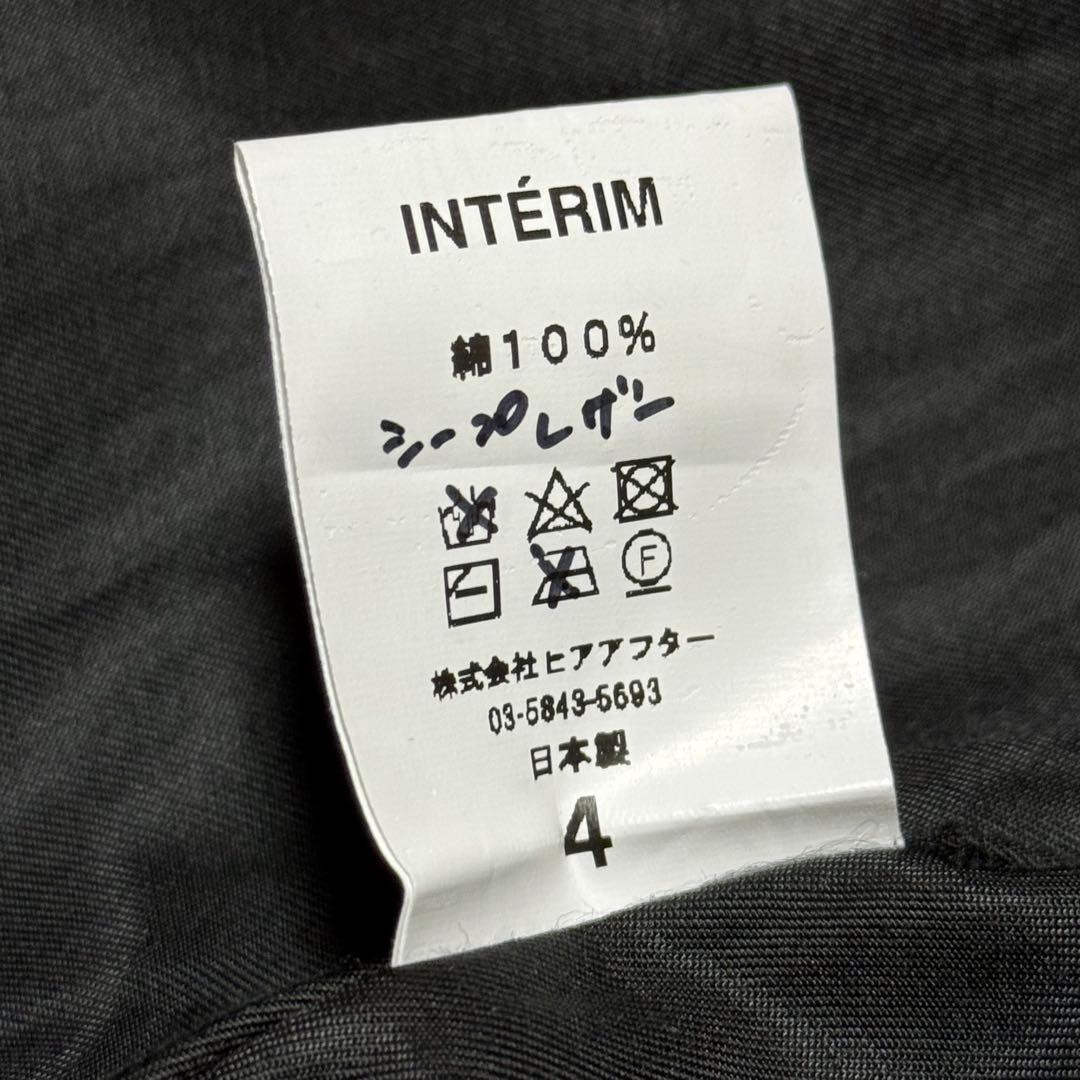 INTÉRIM
綿100%
シープレザー
F
株式会社ヒアアフター
03-5843-5693
日本製
4